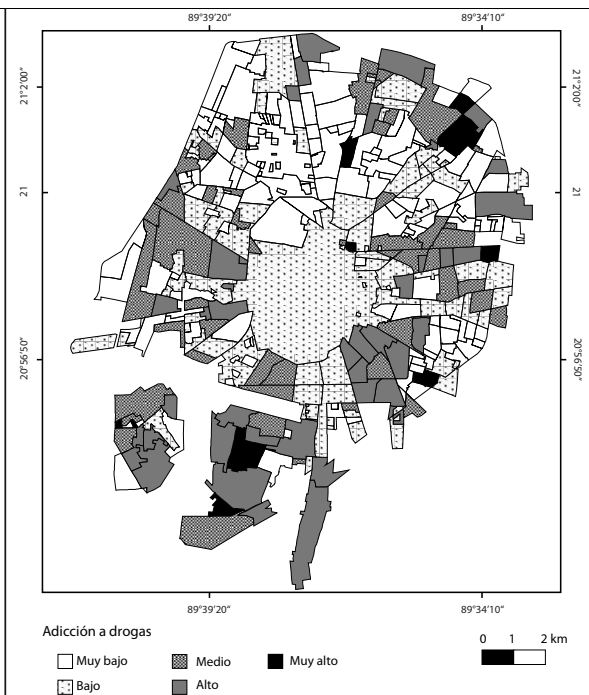 89°39'20" 89°34'10"
21°2'00" 21°2'00"
21 21
20°56'50" 20°56'50"
89°39'20" 89°34'10"
Adicción a drogas
0 1 2 km
Muy bajo Medio Muy alto
Bajo Alto